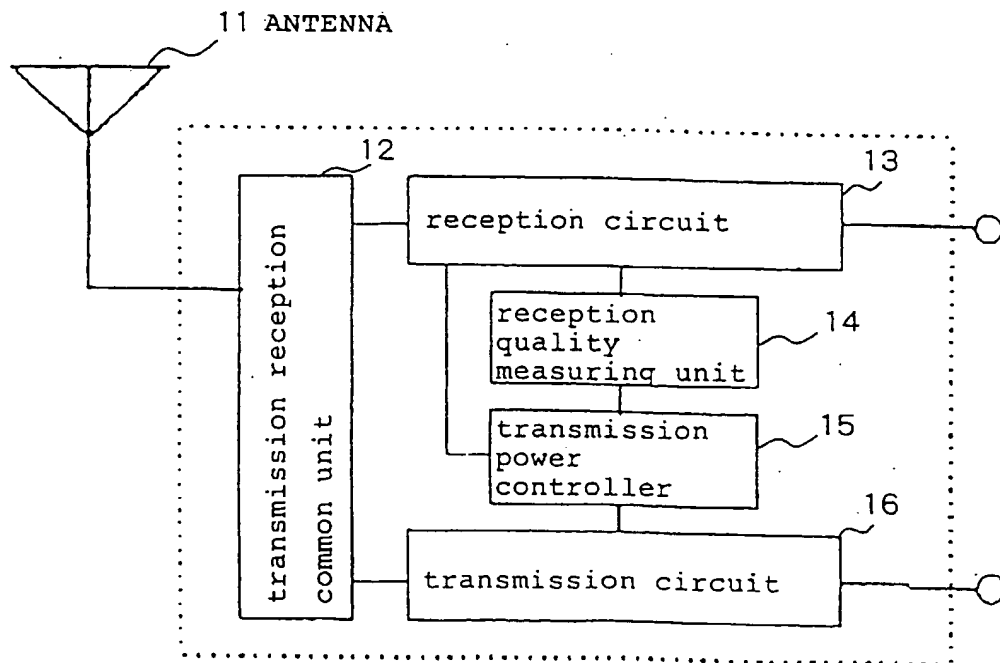 11 ANTENNA
12
13
transmission reception
common unit
reception circuit
reception
quality
measuring unit
14
transmission
power
controller
15
16
transmission circuit